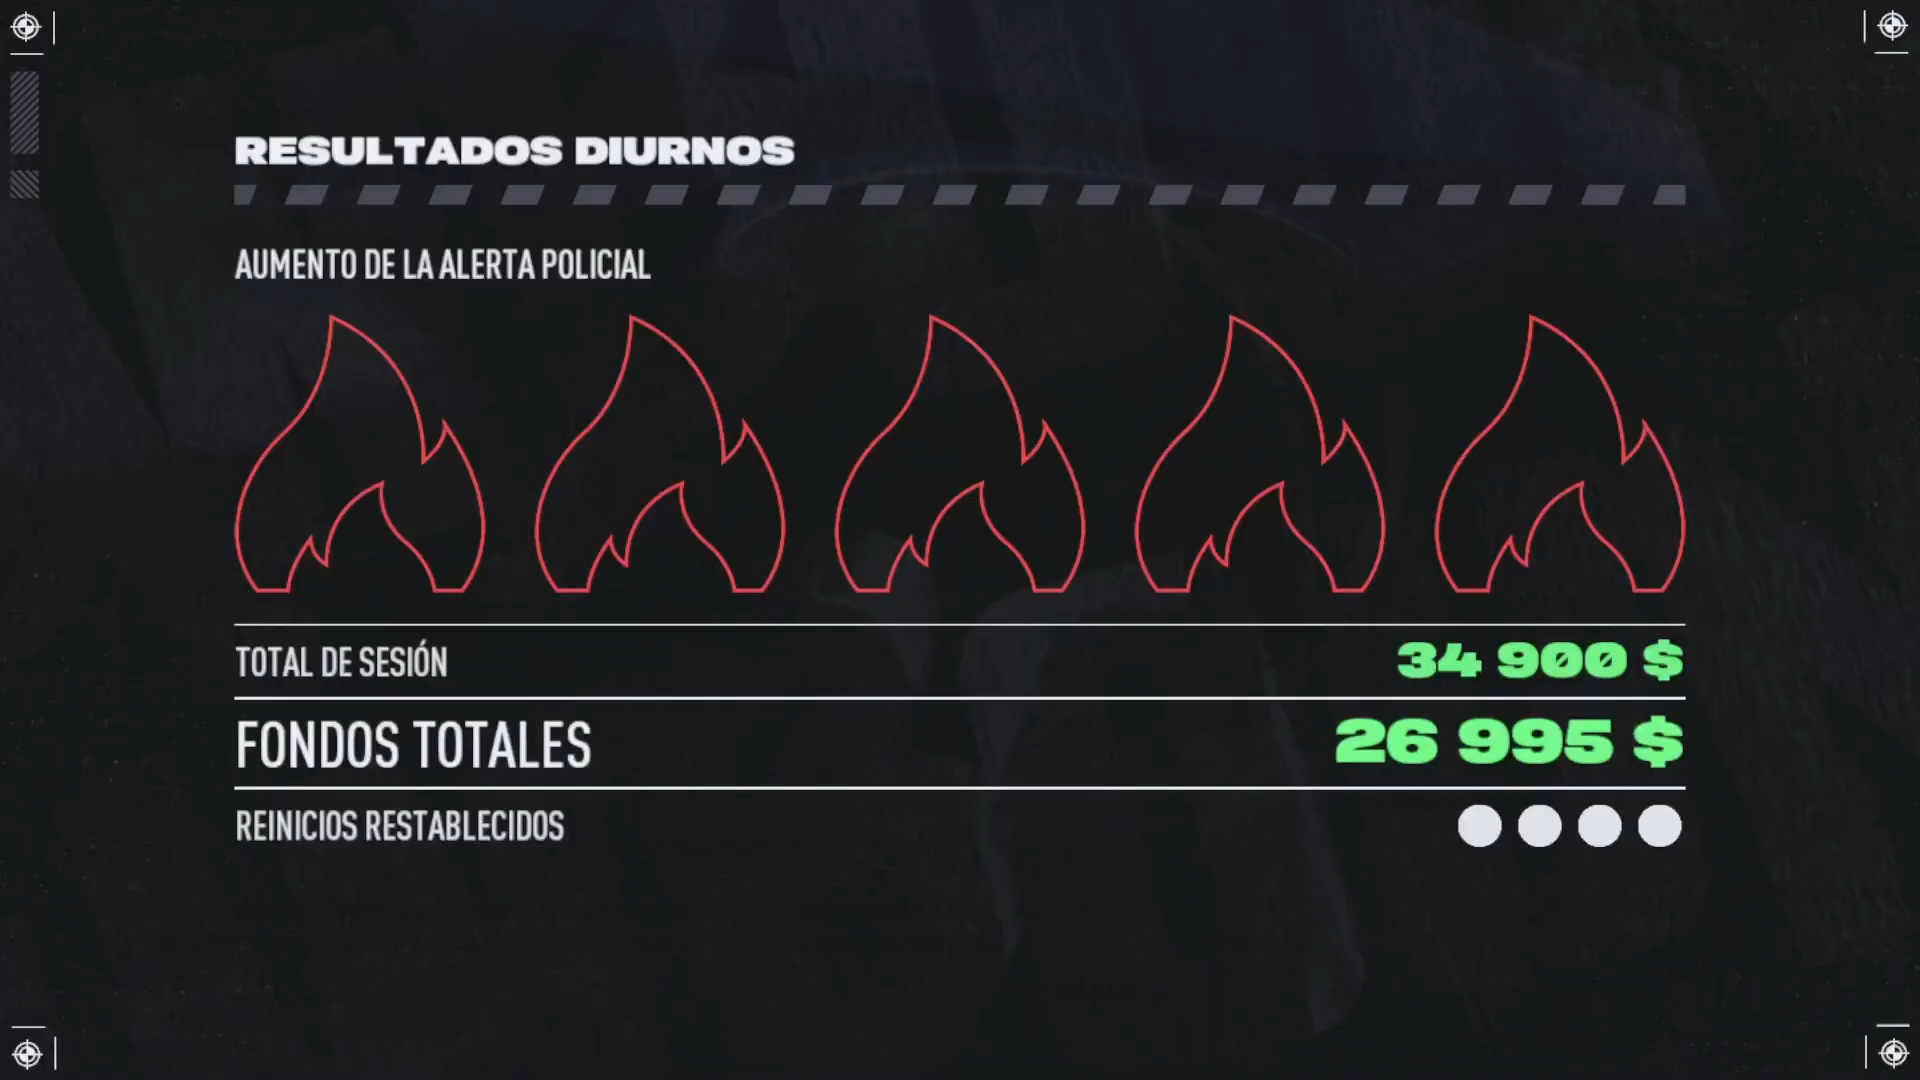 RESULTADOS DIURNOS
AUMENTO DE LA ALERTA POLICIAL
TOTAL DE SESIÓN 34 900 $
FONDOS TOTALES 26 995 $
REINICIOS RESTABLECIDOS